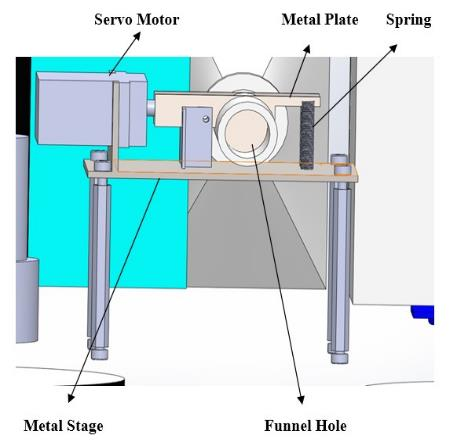 Servo Motor
Metal Plate
Spring
Metal Stage
Funnel Hole